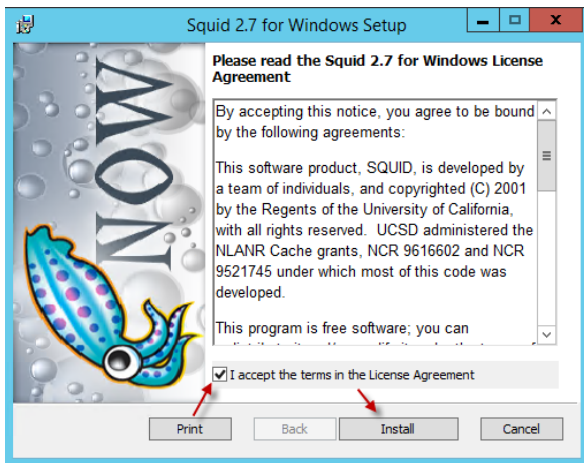 Squid 2.7 for Windows Setup
Please read the Squid 2.7 for Windows License
Agreement
NOW
By accepting this notice, you agree to be bound
by the following agreements:
This software product, SQUID, is developed by
a team of individuals, and copyrighted (C) 2001
by the Regents of the University of California,
with all rights reserved.  UCSD administered the
NLANR Cache grants, NCR 9616602 and NCR
9521745 under which most of this code was
developed.
This program is free software; you can
I accept the terms in the License Agreement
Print
Back
Install
Cancel